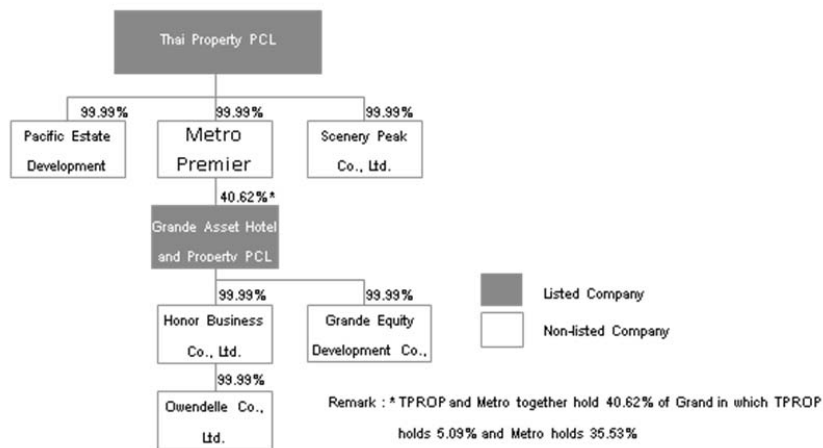 Thai Property PCL
99.99%
99.99%
99.99%
Pacific Estate
Development
Metro
Premier
Scenery Peak
Co., Ltd.
40.62%*
Grande Asset Hotel
and Property PCL
99.99%
99.99%
Honor Business
Co., Ltd.
Grande Equity
Development Co.,
Listed Company
Non-listed Company
99.99%
Owendelle Co.,
Ltd.
Remark : * TPROP and Metro together hold 40.62% of Grand in which TPROP
holds 5.09% and Metro holds 35.53%